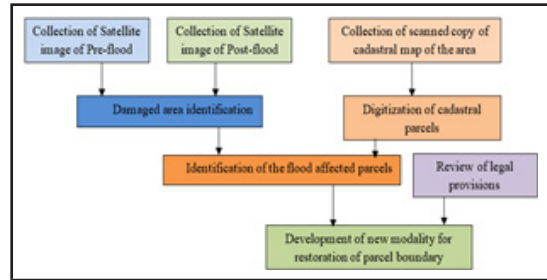 Collection of Satellite
image of Pre-flood
Collection of Satellite
image of Post-flood
Collection of scanned copy of
cadastral map of the area
Damaged area identification
Digitization of cadastral
parcels
Identification of the flood affected parcels
Review of legal
provisions
Development of new modality for
restoration of parcel boundary